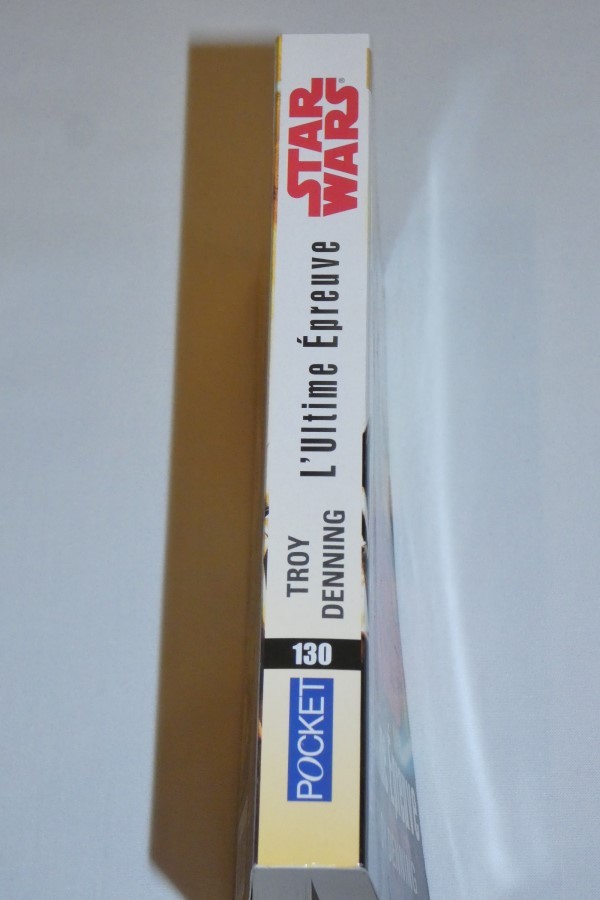 STAR
WARS®
L'Ultime Épreuve
TROY
DENNING
130
POCKET